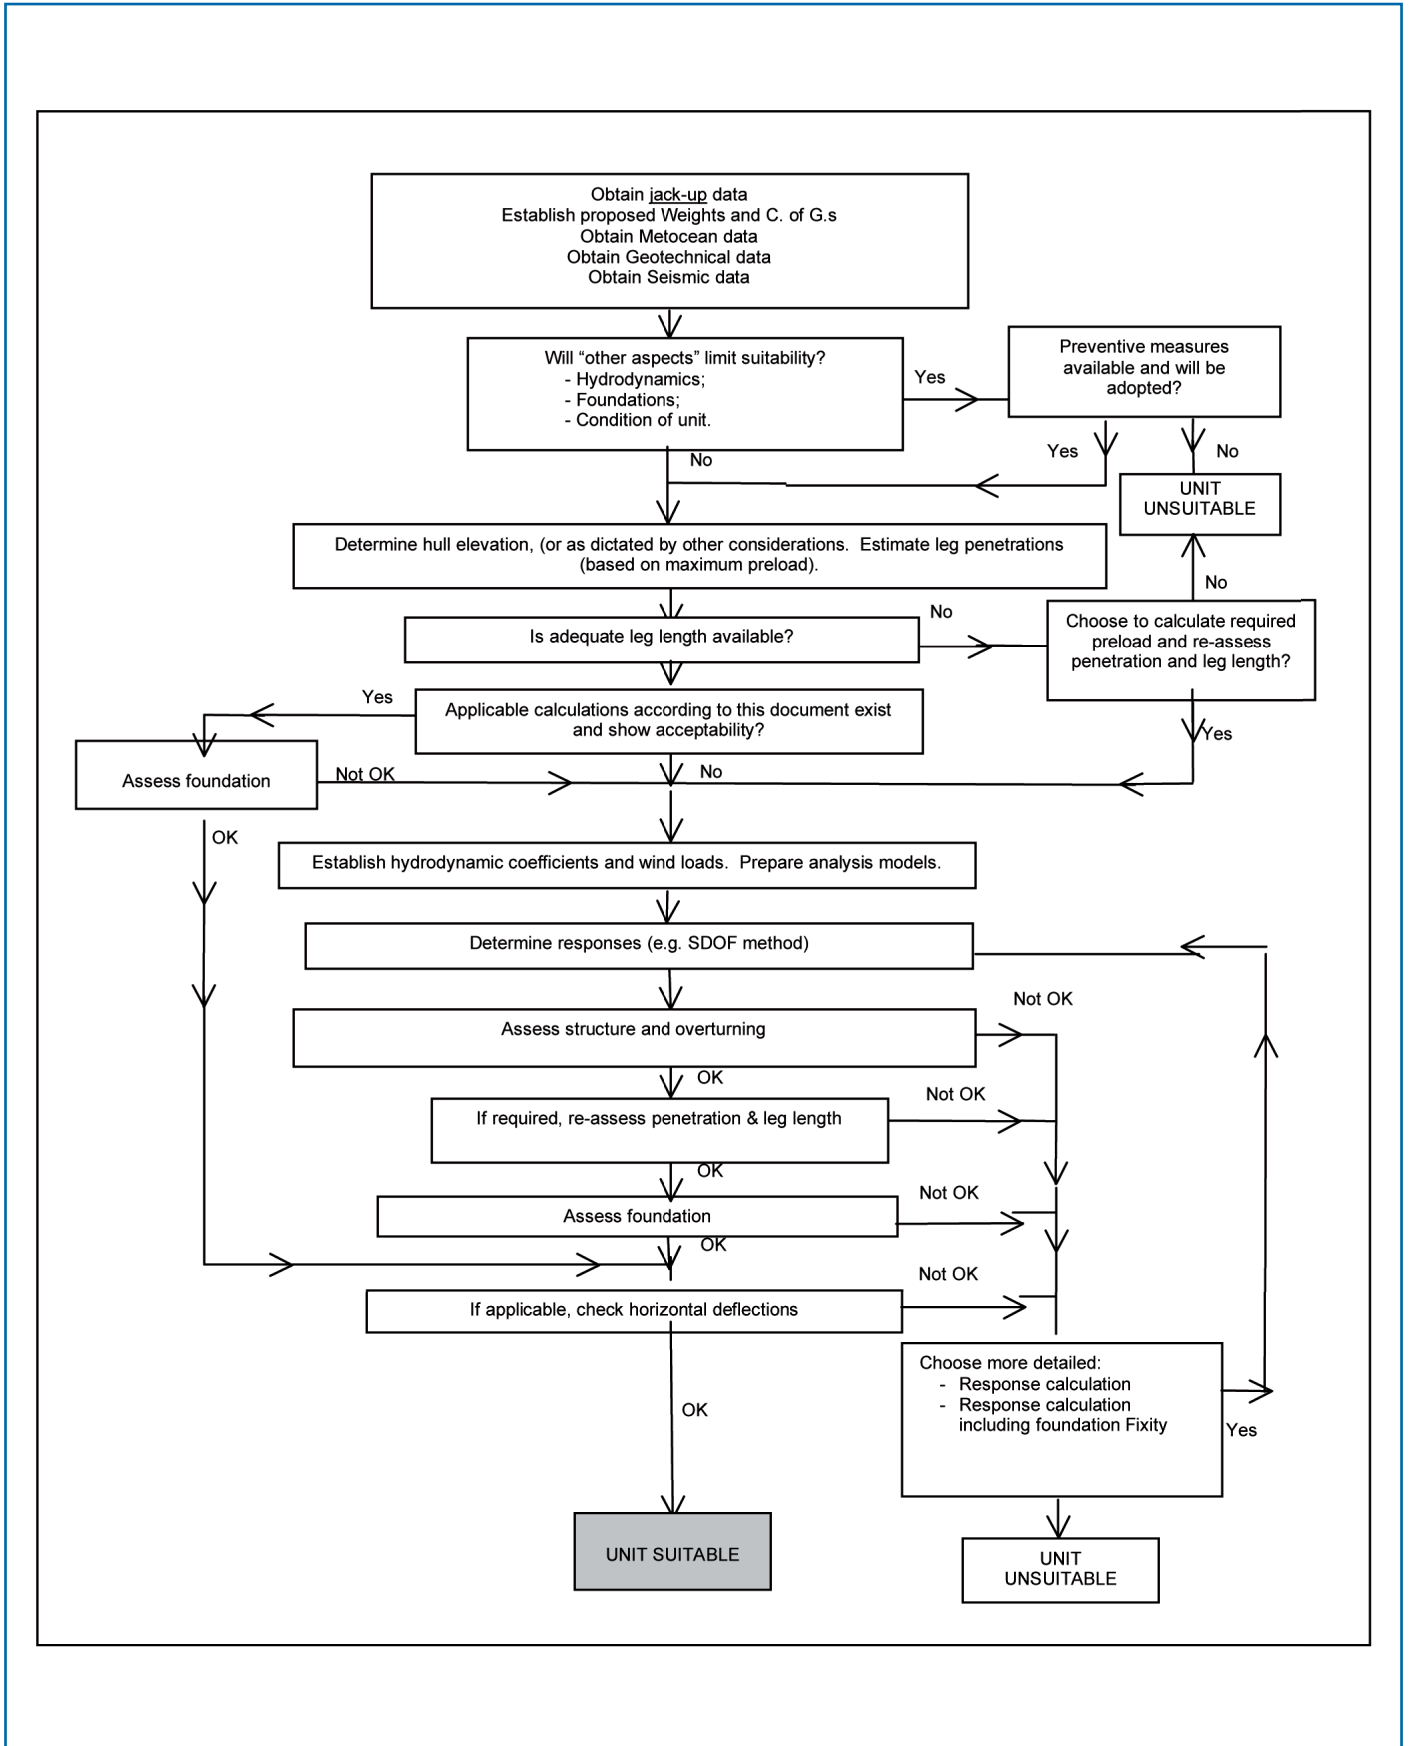 Obtain jack-up data
Establish proposed Weights and C. of G.s
Obtain Metocean data
Obtain Geotechnical data
Obtain Seismic data
Will “other aspects” limit suitability?
- Hydrodynamics;
- Foundations;
- Condition of unit.
Yes
Preventive measures
available and will be
adopted?
No
Yes
No
UNIT
UNSUITABLE
Determine hull elevation, (or as dictated by other considerations. Estimate leg penetrations
(based on maximum preload).
No
Is adequate leg length available?
No
Choose to calculate required
preload and re-assess
penetration and leg length?
Yes
Yes
Applicable calculations according to this document exist
and show acceptability?
Assess foundation
Not OK
No
OK
Establish hydrodynamic coefficients and wind loads. Prepare analysis models.
Determine responses (e.g. SDOF method)
Not OK
Assess structure and overturning
OK
Not OK
If required, re-assess penetration & leg length
OK
Not OK
Assess foundation
OK
Not OK
If applicable, check horizontal deflections
Choose more detailed:
- Response calculation
- Response calculation
including foundation Fixity
Yes
OK
UNIT SUITABLE
UNIT
UNSUITABLE